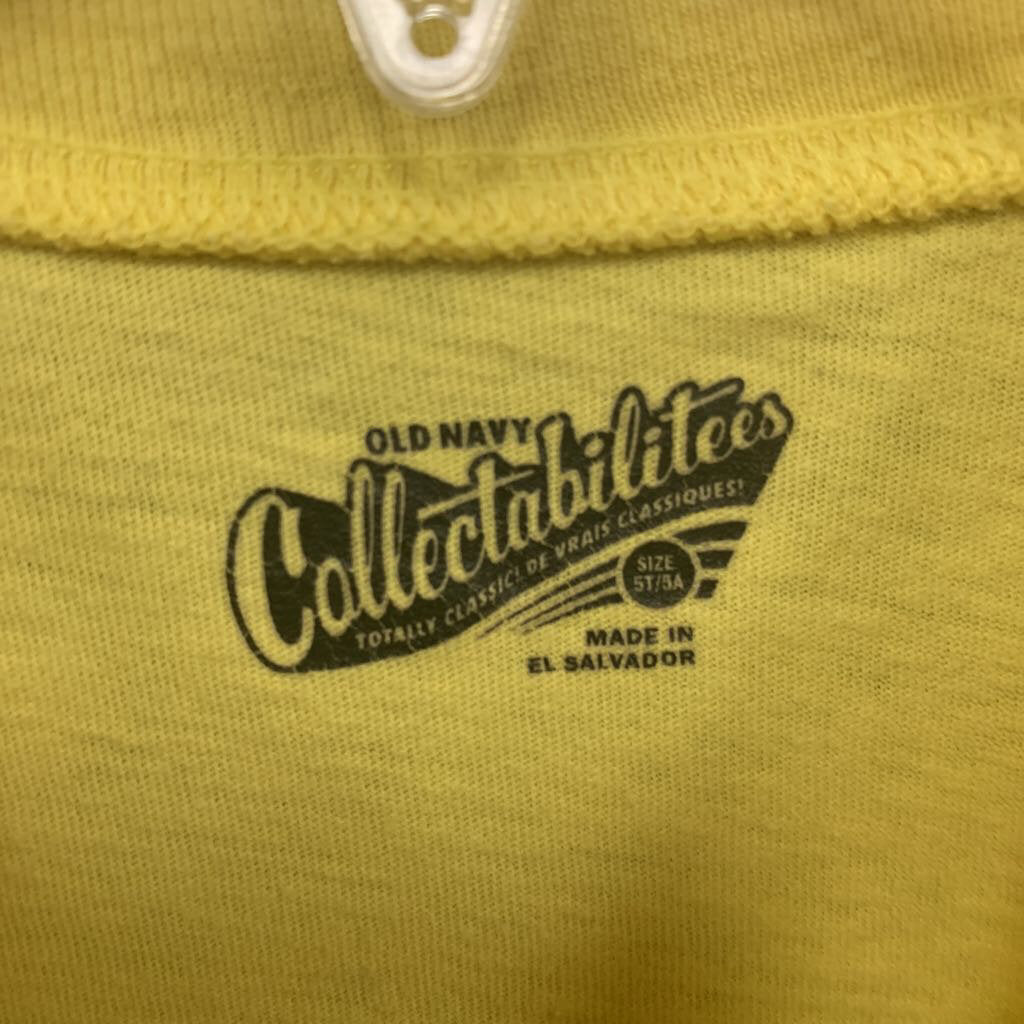 OLD NAVY
Collectabilitees
TOTALLY CLASSIC! DE VRAIS CLASSIQUES!
SIZE
5T/5A
MADE IN
EL SALVADOR